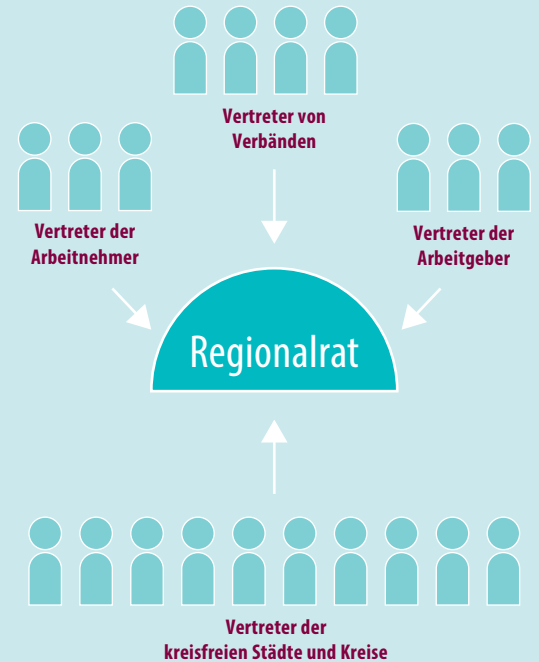 Vertreter von
Verbänden
Vertreter der
Arbeitnehmer
Vertreter der
Arbeitgeber
Regionalrat
Vertreter der
kreisfreien Städte und Kreise